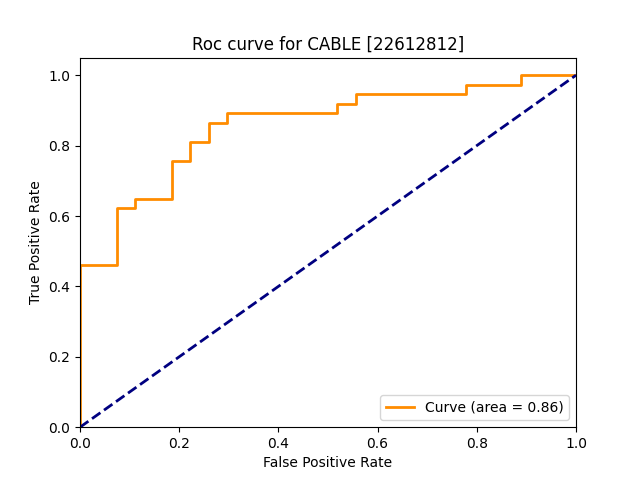 Roc curve for CABLE [22612812]
True Positive Rate
1.0
0.8
0.6
0.4
0.2
0.0
Curve (area = 0.86)
0.0 0.2 0.4 0.6 0.8 1.0
False Positive Rate